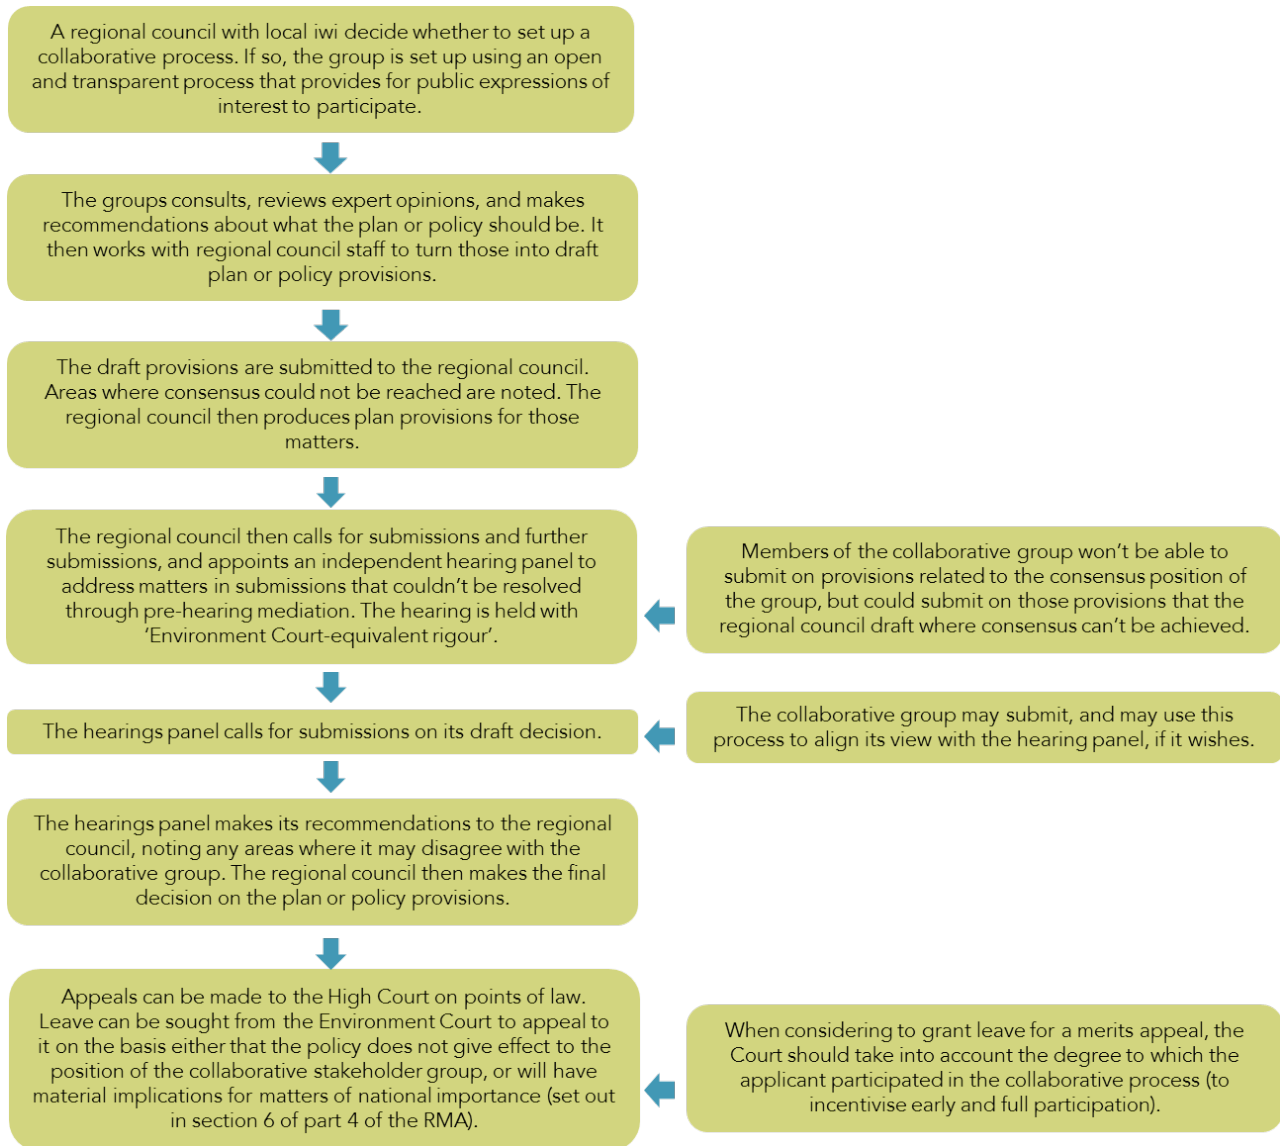 A regional council with local iwi decide whether to set up a
collaborative process. If so, the group is set up using an open
and transparent process that provides for public expressions of
interest to participate.
The groups consults, reviews expert opinions, and makes
recommendations about what the plan or policy should be. It
then works with regional council staff to turn those into draft
plan or policy provisions.
The draft provisions are submitted to the regional council.
Areas where consensus could not be reached are noted. The
regional council then produces plan provisions for those
matters.
The regional council then calls for submissions and further
submissions, and appoints an independent hearing panel to
address matters in submissions that couldn’t be resolved
through pre-hearing mediation. The hearing is held with
‘Environment Court-equivalent rigour’.
Members of the collaborative group won’t be able to
submit on provisions related to the consensus position of
the group, but could submit on those provisions that the
regional council draft where consensus can’t be achieved.
The hearings panel calls for submissions on its draft decision.
The collaborative group may submit, and may use this
process to align its view with the hearing panel, if it wishes.
The hearings panel makes its recommendations to the regional
council, noting any areas where it may disagree with the
collaborative group. The regional council then makes the final
decision on the plan or policy provisions.
Appeals can be made to the High Court on points of law.
Leave can be sought from the Environment Court to appeal to
it on the basis either that the policy does not give effect to the
position of the collaborative stakeholder group, or will have
material implications for matters of national importance (set out
in section 6 of part 4 of the RMA).
When considering to grant leave for a merits appeal, the
Court should take into account the degree to which the
applicant participated in the collaborative process (to
incentivise early and full participation).